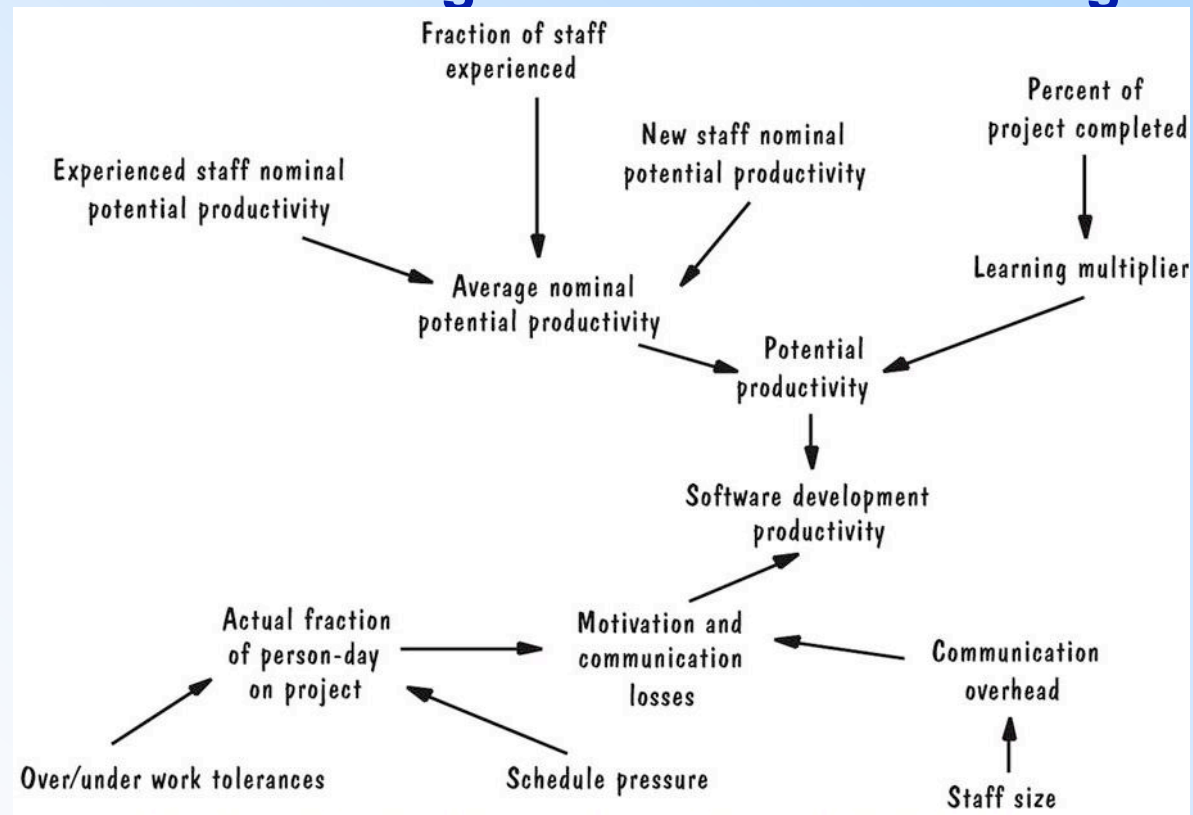 Fraction of staff
experienced
Percent of
project completed
New staff nominal
potential productivity
Experienced staff nominal
potential productivity
Learning multiplier
Average nominal
potential productivity
Potential
productivity
Software development
productivity
Actual fraction
of person-day
on project
Motivation and
communication
losses
Communication
overhead
Over/under work tolerances
Schedule pressure
Staff size